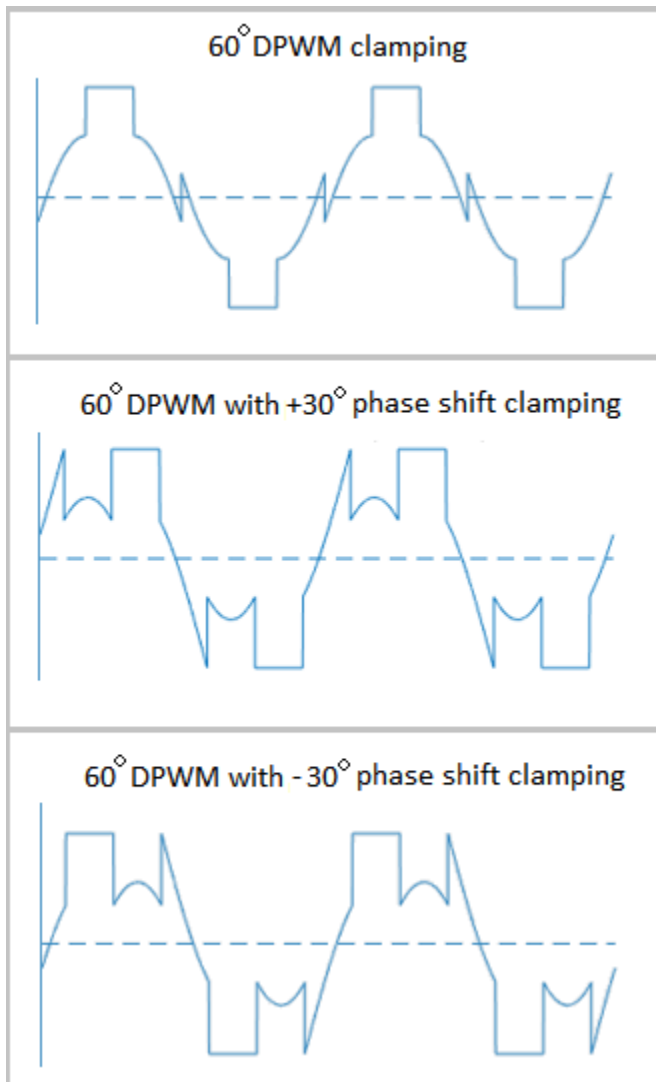 60° DPWM clamping
60° DPWM with +30° phase shift clamping
60° DPWM with - 30° phase shift clamping